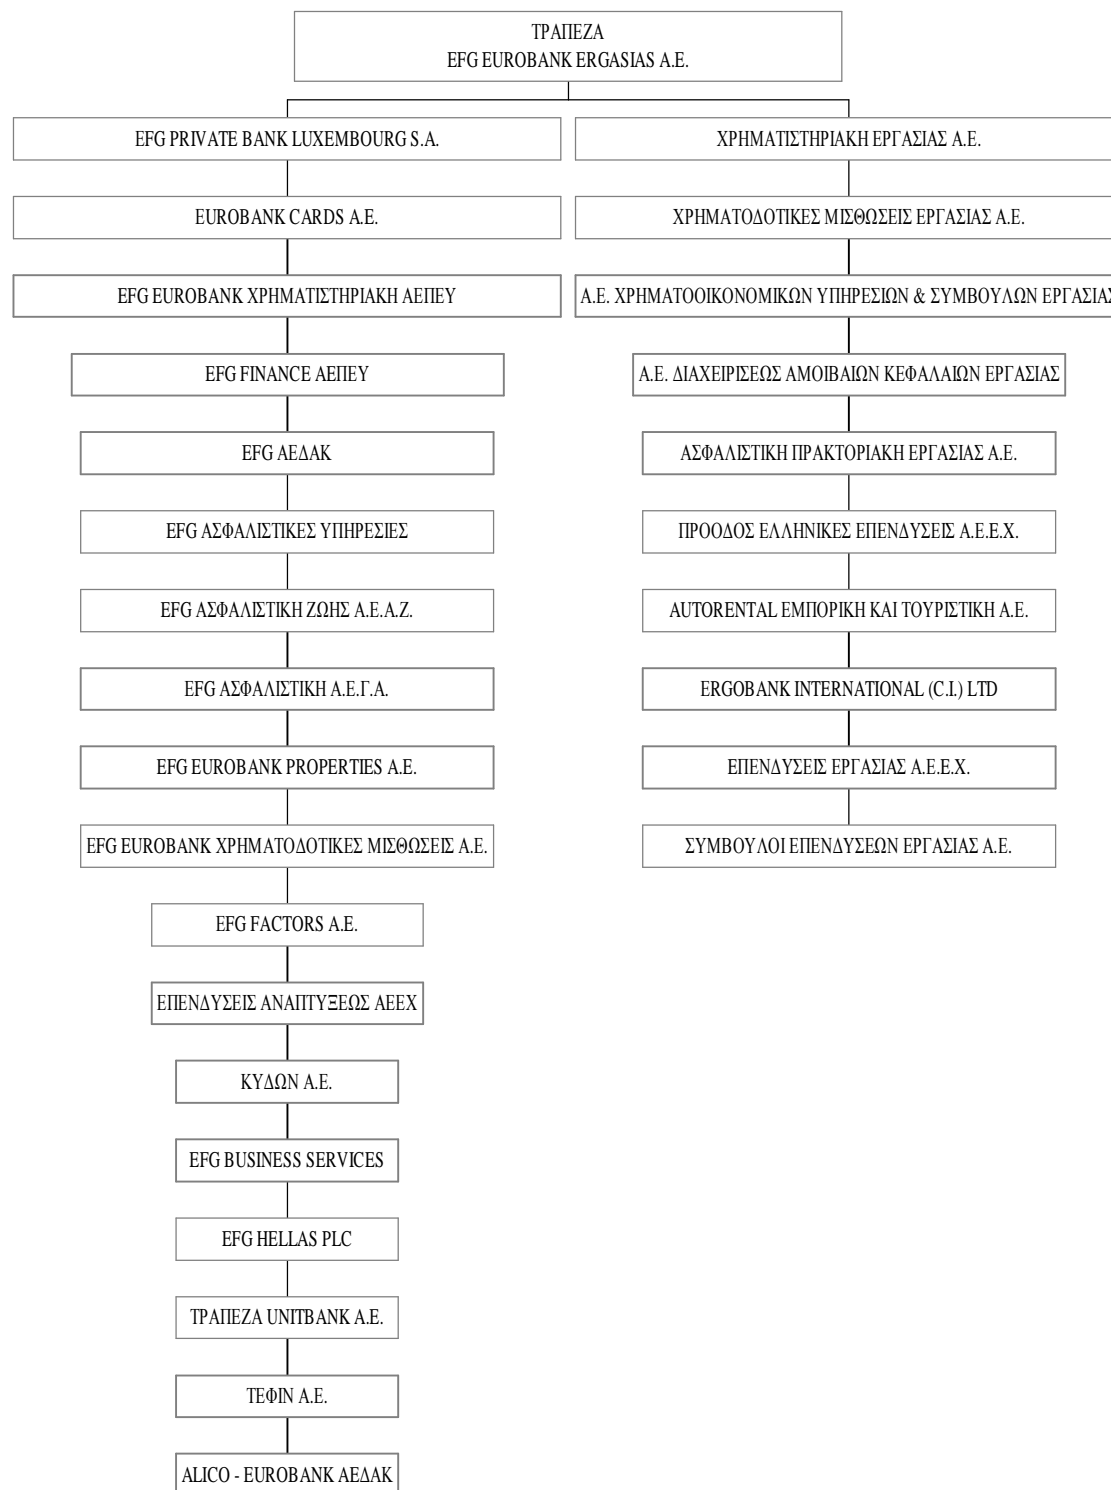 ΤΡΑΠΕΖΑ
EFG EUROBANK ERGASIAS Α.Ε.
EFG PRIVATE BANK LUXEMBOURG S.A.
EUROBANK CARDS Α.Ε.
EFG EUROBANK ΧΡΗΜΑΤΙΣΤΗΡΙΑΚΗ ΑΕΠΕΥ
EFG FINANCE ΑΕΠΕΥ
EFG ΑΕΔΑΚ
EFG ΑΣΦΑΛΙΣΤΙΚΕΣ ΥΠΗΡΕΣΙΕΣ
EFG ΑΣΦΑΛΙΣΤΙΚΗ ΖΩΗΣ Α.Ε.Α.Ζ.
EFG ΑΣΦΑΛΙΣΤΙΚΗ Α.Ε.Γ.Α.
EFG EUROBANK PROPERTIES Α.Ε.
EFG EUROBANK ΧΡΗΜΑΤΟΔΟΤΙΚΕΣ ΜΙΣΘΩΣΕΙΣ Α.Ε.
EFG FACTORS Α.Ε.
ΕΠΕΝΔΥΣΕΙΣ ΑΝΑΠΤΥΞΕΩΣ ΑΕΕΧ
ΚΥΔΩΝ Α.Ε.
EFG BUSINESS SERVICES
EFG HELLAS PLC
ΤΡΑΠΕΖΑ UNITBANK Α.Ε.
ΤΕΦΙΝ Α.Ε.
ALICO - EUROBANK ΑΕΔΑΚ
ΧΡΗΜΑΤΙΣΤΗΡΙΑΚΗ ΕΡΓΑΣΙΑΣ Α.Ε.
ΧΡΗΜΑΤΟΔΟΤΙΚΕΣ ΜΙΣΘΩΣΕΙΣ ΕΡΓΑΣΙΑΣ Α.Ε.
Α.Ε. ΧΡΗΜΑΤΟΟΙΚΟΝΟΜΙΚΩΝ ΥΠΗΡΕΣΙΩΝ & ΣΥΜΒΟΥΛΩΝ ΕΡΓΑΣΙΑΣ
Α.Ε. ΔΙΑΧΕΙΡΙΣΕΩΣ ΑΜΟΙΒΑΙΩΝ ΚΕΦΑΛΑΙΩΝ ΕΡΓΑΣΙΑΣ
ΑΣΦΑΛΙΣΤΙΚΗ ΠΡΑΚΤΟΡΙΑΚΗ ΕΡΓΑΣΙΑΣ Α.Ε.
ΠΡΟΟΔΟΣ ΕΛΛΗΝΙΚΕΣ ΕΠΕΝΔΥΣΕΙΣ Α.Ε.Ε.Χ.
AUTORENTAL ΕΜΠΟΡΙΚΗ ΚΑΙ ΤΟΥΡΙΣΤΙΚΗ Α.Ε.
ERGOBANK INTERNATIONAL (C.I.) LTD
ΕΠΕΝΔΥΣΕΙΣ ΕΡΓΑΣΙΑΣ Α.Ε.Ε.Χ.
ΣΥΜΒΟΥΛΟΙ ΕΠΕΝΔΥΣΕΩΝ ΕΡΓΑΣΙΑΣ Α.Ε.